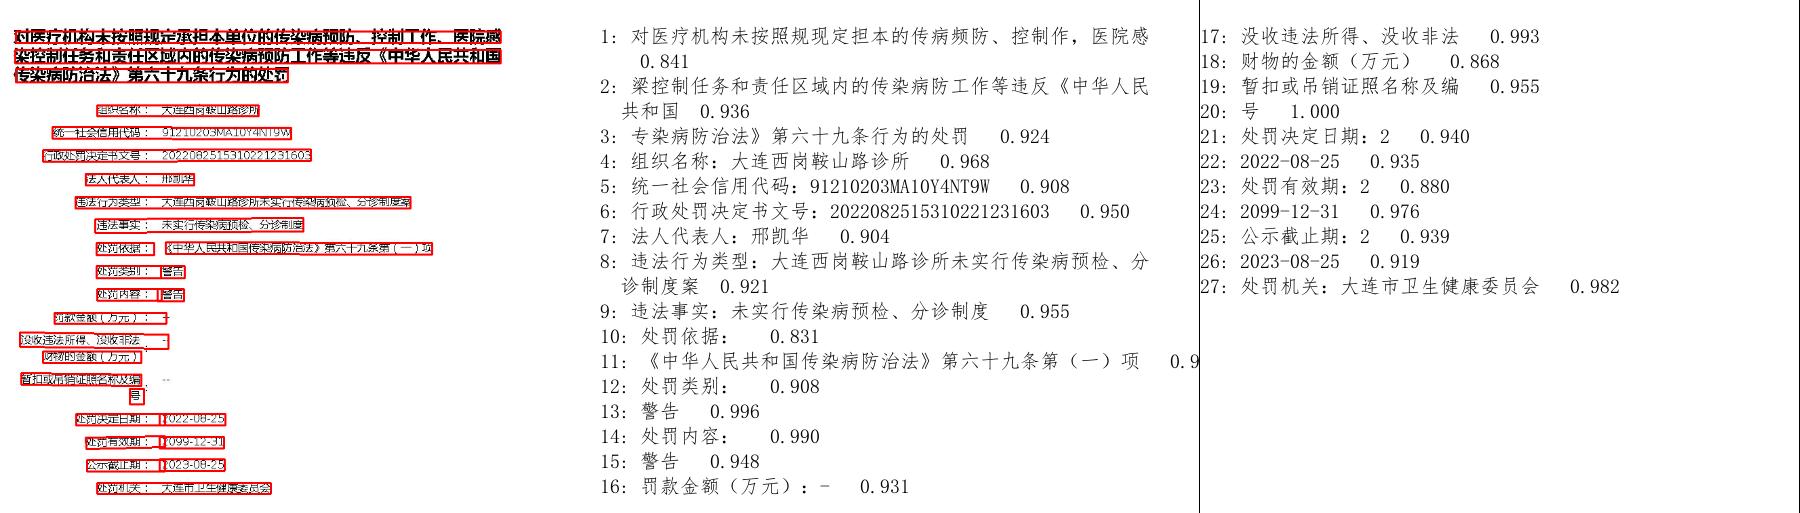 对医疗机构未按照规定承担本单位的传染病预防、控制工作、医院感
染控制任务和责任区域内的传染病预防工作等违反《中华人民共和国
传染病防治法》第六十九条行为的处罚
组织名称： 大连西岗鞍山路诊所
统一社会信用代码： 91210203MA10Y4NT9W
行政处罚决定书文号： 2022082515310221231603
法人代表人： 邢凯华
违法行为类型： 大连西岗鞍山路诊所未实行传染病预检、分诊制度案
违法事实： 未实行传染病预检、分诊制度
处罚依据： 《中华人民共和国传染病防治法》第六十九条第（一）项
处罚类别： 警告
处罚内容： 警告
罚款金额（万元）： -
没收违法所得、没收非法 -
财物的金额（万元）：
暂扣或吊销证照名称及编 --
号：
处罚决定日期： 2022-08-25
处罚有效期： 2099-12-31
公示截止期： 2023-08-25
处罚机关： 大连市卫生健康委员会
1: 对医疗机构未按照规现定担本的传病频防、控制作，医院感
0.841
2: 梁控制任务和责任区域内的传染病防工作等违反《中华人民
共和国 0.936
3: 专染病防治法》第六十九条行为的处罚 0.924
4: 组织名称: 大连西岗鞍山路诊所 0.968
5: 统一社会信用代码: 91210203MA10Y4NT9W 0.908
6: 行政处罚决定书文号: 2022082515310221231603 0.950
7: 法人代表人: 邢凯华 0.904
8: 违法行为类型: 大连西岗鞍山路诊所未实行传染病预检、分
诊制度案 0.921
9: 违法事实: 未实行传染病预检、分诊制度 0.955
10: 处罚依据: 0.831
11: 《中华人民共和国传染病防治法》第六十九条第（一）项 0.9
12: 处罚类别: 0.908
13: 警告 0.996
14: 处罚内容: 0.990
15: 警告 0.948
16: 罚款金额（万元）: - 0.931
17: 没收违法所得、没收非法 0.993
18: 财物的金额（万元） 0.868
19: 暂扣或吊销证照名称及编 0.955
20: 号 1.000
21: 处罚决定日期: 2 0.940
22: 2022-08-25 0.935
23: 处罚有效期: 2 0.880
24: 2099-12-31 0.976
25: 公示截止期: 2 0.939
26: 2023-08-25 0.919
27: 处罚机关: 大连市卫生健康委员会 0.982